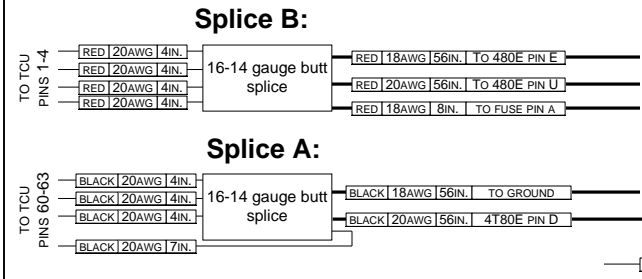 Splice B:
TO TCU
PINS 1-4
RED 20AWG 4IN.
RED 20AWG 4IN.
RED 20AWG 4IN.
RED 20AWG 4IN.
16-14 gauge butt
splice
RED 18AWG 56IN. TO 480E PIN E
RED 20AWG 56IN. TO 480E PIN U
RED 18AWG 8IN. TO FUSE PIN A
Splice A:
TO TCU
PINS 60-63
BLACK 20AWG 4IN.
BLACK 20AWG 4IN.
BLACK 20AWG 4IN.
BLACK 20AWG 7IN.
16-14 gauge butt
splice
BLACK 18AWG 56IN. TO GROUND
BLACK 20AWG 56IN. 4T80E PIN D